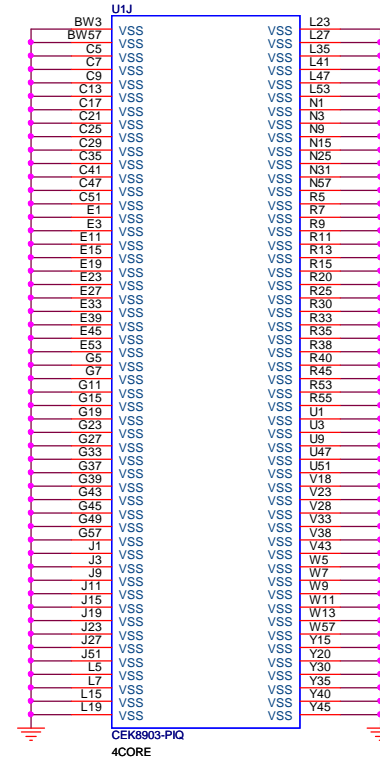 U1J
BW3 VSS VSS L23
BW57 VSS VSS L27
C5 VSS VSS L35
C7 VSS VSS L41
C9 VSS VSS L47
C13 VSS VSS L53
C17 VSS VSS N1
C21 VSS VSS N3
C25 VSS VSS N9
C29 VSS VSS N15
C35 VSS VSS N25
C41 VSS VSS N31
C47 VSS VSS N57
C51 VSS VSS R5
E1 VSS VSS R7
E3 VSS VSS R9
E11 VSS VSS R11
E15 VSS VSS R13
E19 VSS VSS R15
E23 VSS VSS R20
E27 VSS VSS R25
E33 VSS VSS R30
E39 VSS VSS R33
E45 VSS VSS R35
E53 VSS VSS R38
G5 VSS VSS R40
G7 VSS VSS R45
G11 VSS VSS R53
G15 VSS VSS R55
G19 VSS VSS U1
G23 VSS VSS U3
G27 VSS VSS U9
G33 VSS VSS U47
G37 VSS VSS U51
G39 VSS VSS V18
G43 VSS VSS V23
G45 VSS VSS V28
G49 VSS VSS V33
G57 VSS VSS V38
J1 VSS VSS V43
J3 VSS VSS W5
J9 VSS VSS W7
J11 VSS VSS W9
J15 VSS VSS W11
J19 VSS VSS W13
J23 VSS VSS W57
J27 VSS VSS Y15
J51 VSS VSS Y20
L5 VSS VSS Y30
L7 VSS VSS Y35
L15 VSS VSS Y40
L19 VSS VSS Y45
CEK8903-PIQ
4CORE